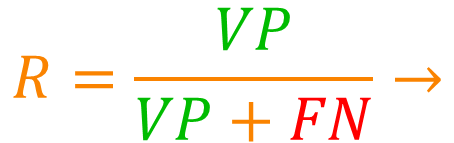 R = VP / (VP + FN) →